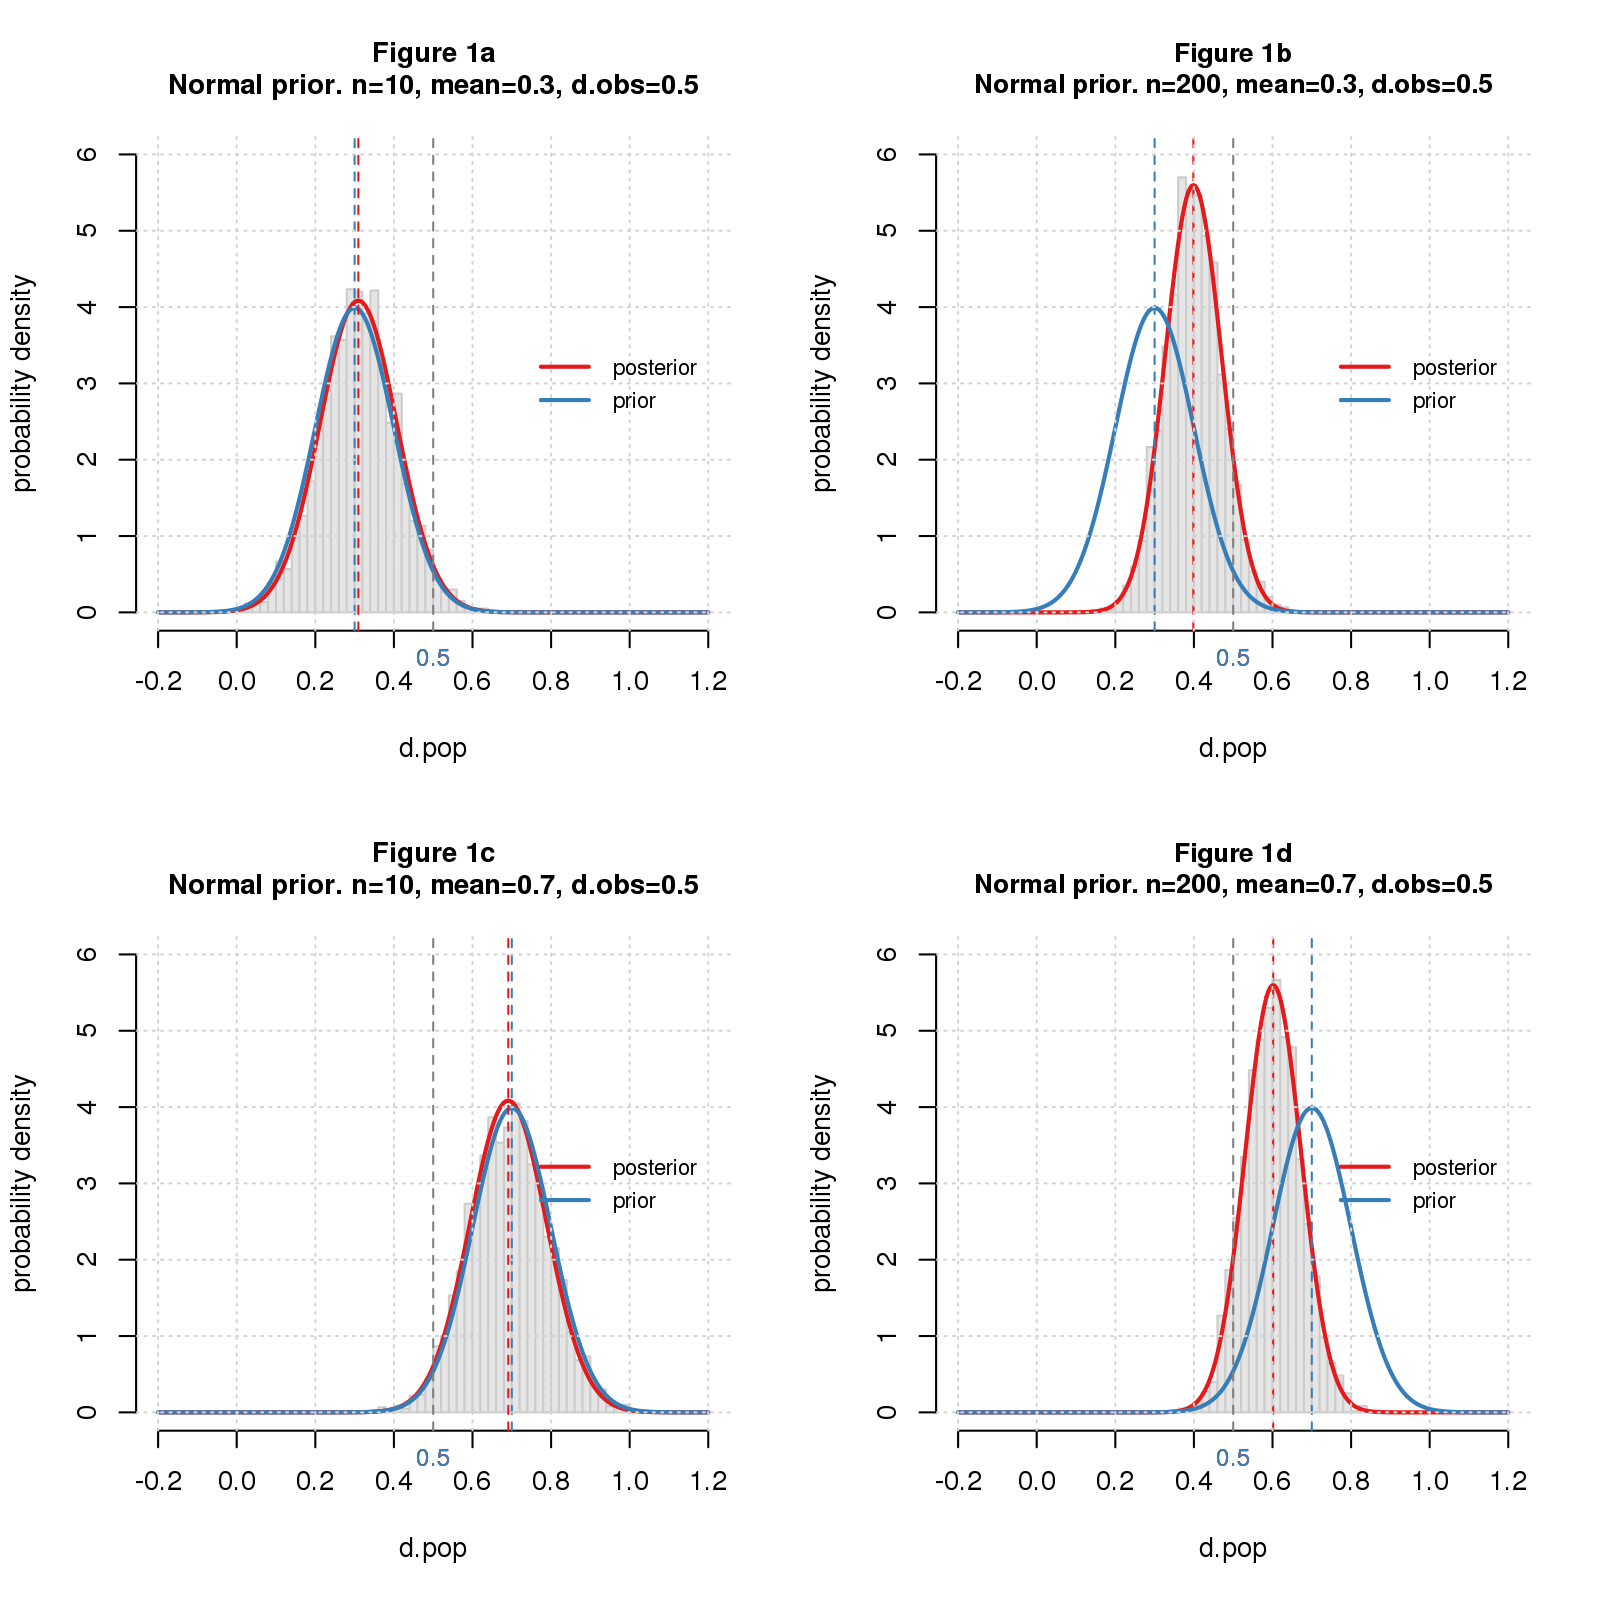 Figure 1a
Normal prior. n=10, mean=0.3, d.obs=0.5
probability density
6
5
4
3
2
1
0
posterior
prior
0.5
-0.2 0.0 0.2 0.4 0.6 0.8 1.0 1.2
d.pop
Figure 1b
Normal prior. n=200, mean=0.3, d.obs=0.5
probability density
6
5
4
3
2
1
0
posterior
prior
0.5
-0.2 0.0 0.2 0.4 0.6 0.8 1.0 1.2
d.pop
Figure 1c
Normal prior. n=10, mean=0.7, d.obs=0.5
probability density
6
5
4
3
2
1
0
posterior
prior
0.5
-0.2 0.0 0.2 0.4 0.6 0.8 1.0 1.2
d.pop
Figure 1d
Normal prior. n=200, mean=0.7, d.obs=0.5
probability density
6
5
4
3
2
1
0
posterior
prior
0.5
-0.2 0.0 0.2 0.4 0.6 0.8 1.0 1.2
d.pop